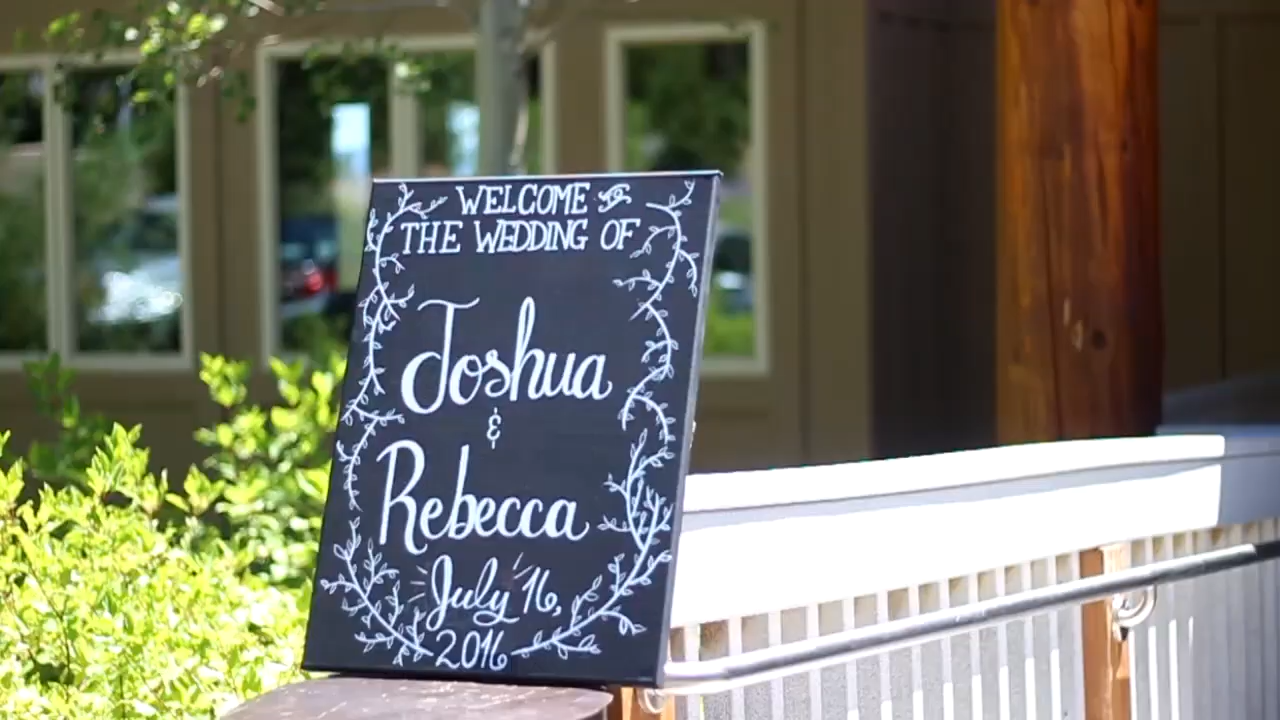 WELCOME TO
THE WEDDING OF
Joshua
&
Rebecca
July 16,
2016